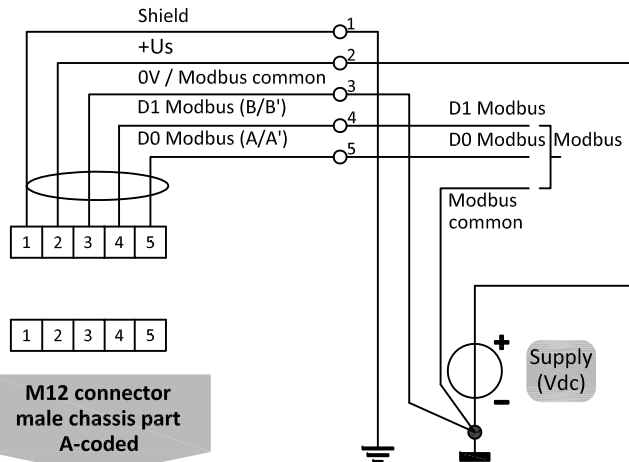 Shield
1
+Us
2
0V / Modbus common
3
D1 Modbus (B/B')
4
D1 Modbus
D0 Modbus (A/A')
5
D0 Modbus
Modbus
Modbus
common
1 2 3 4 5
1 2 3 4 5
+
Supply
(Vdc)
−
M12 connector
male chassis part
A-coded